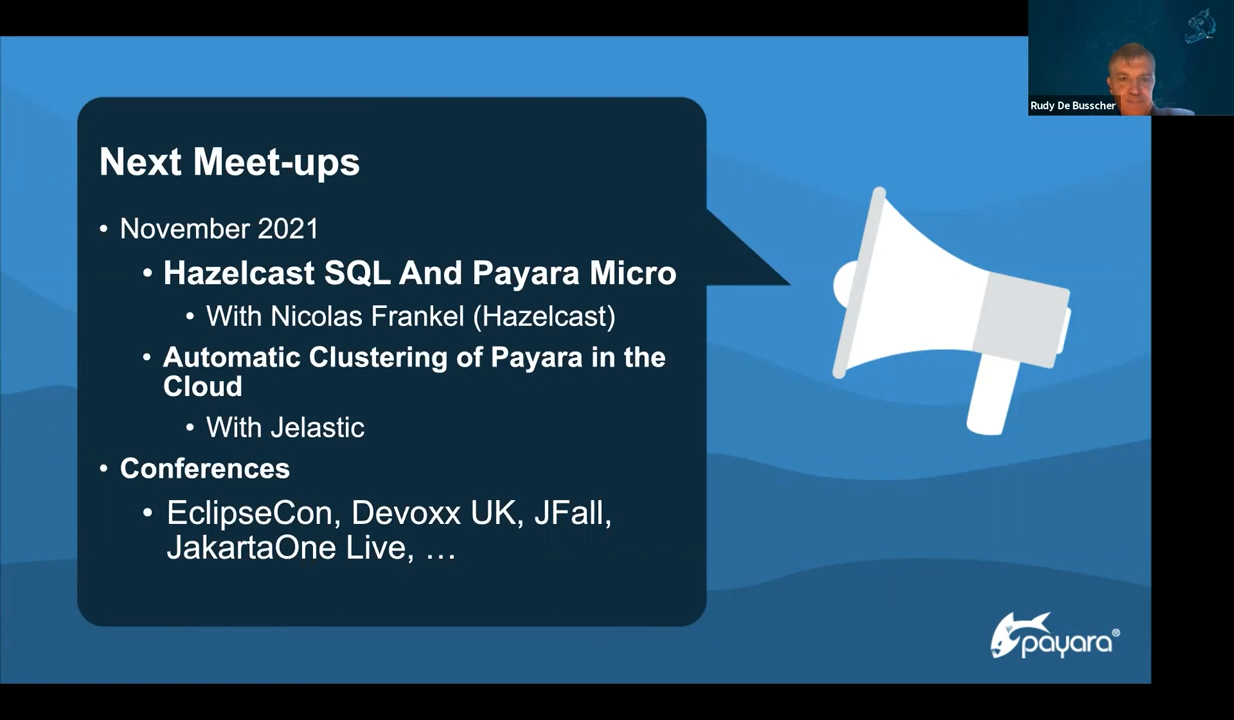 Rudy De Busscher
Next Meet-ups
• November 2021
• Hazelcast SQL And Payara Micro
• With Nicolas Frankel (Hazelcast)
• Automatic Clustering of Payara in the
Cloud
• With Jelastic
• Conferences
• EclipseCon, Devoxx UK, JFall,
JakartaOne Live, …
payara®